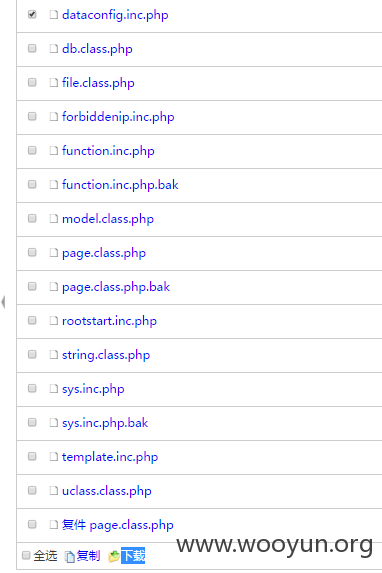 dataconfig.inc.php
db.class.php
file.class.php
forbiddenip.inc.php
function.inc.php
function.inc.php.bak
model.class.php
page.class.php
page.class.php.bak
rootstart.inc.php
string.class.php
sys.inc.php
sys.inc.php.bak
template.inc.php
uclass.class.php
复件 page.class.php
全选 复制 下载
www.wooyun.org